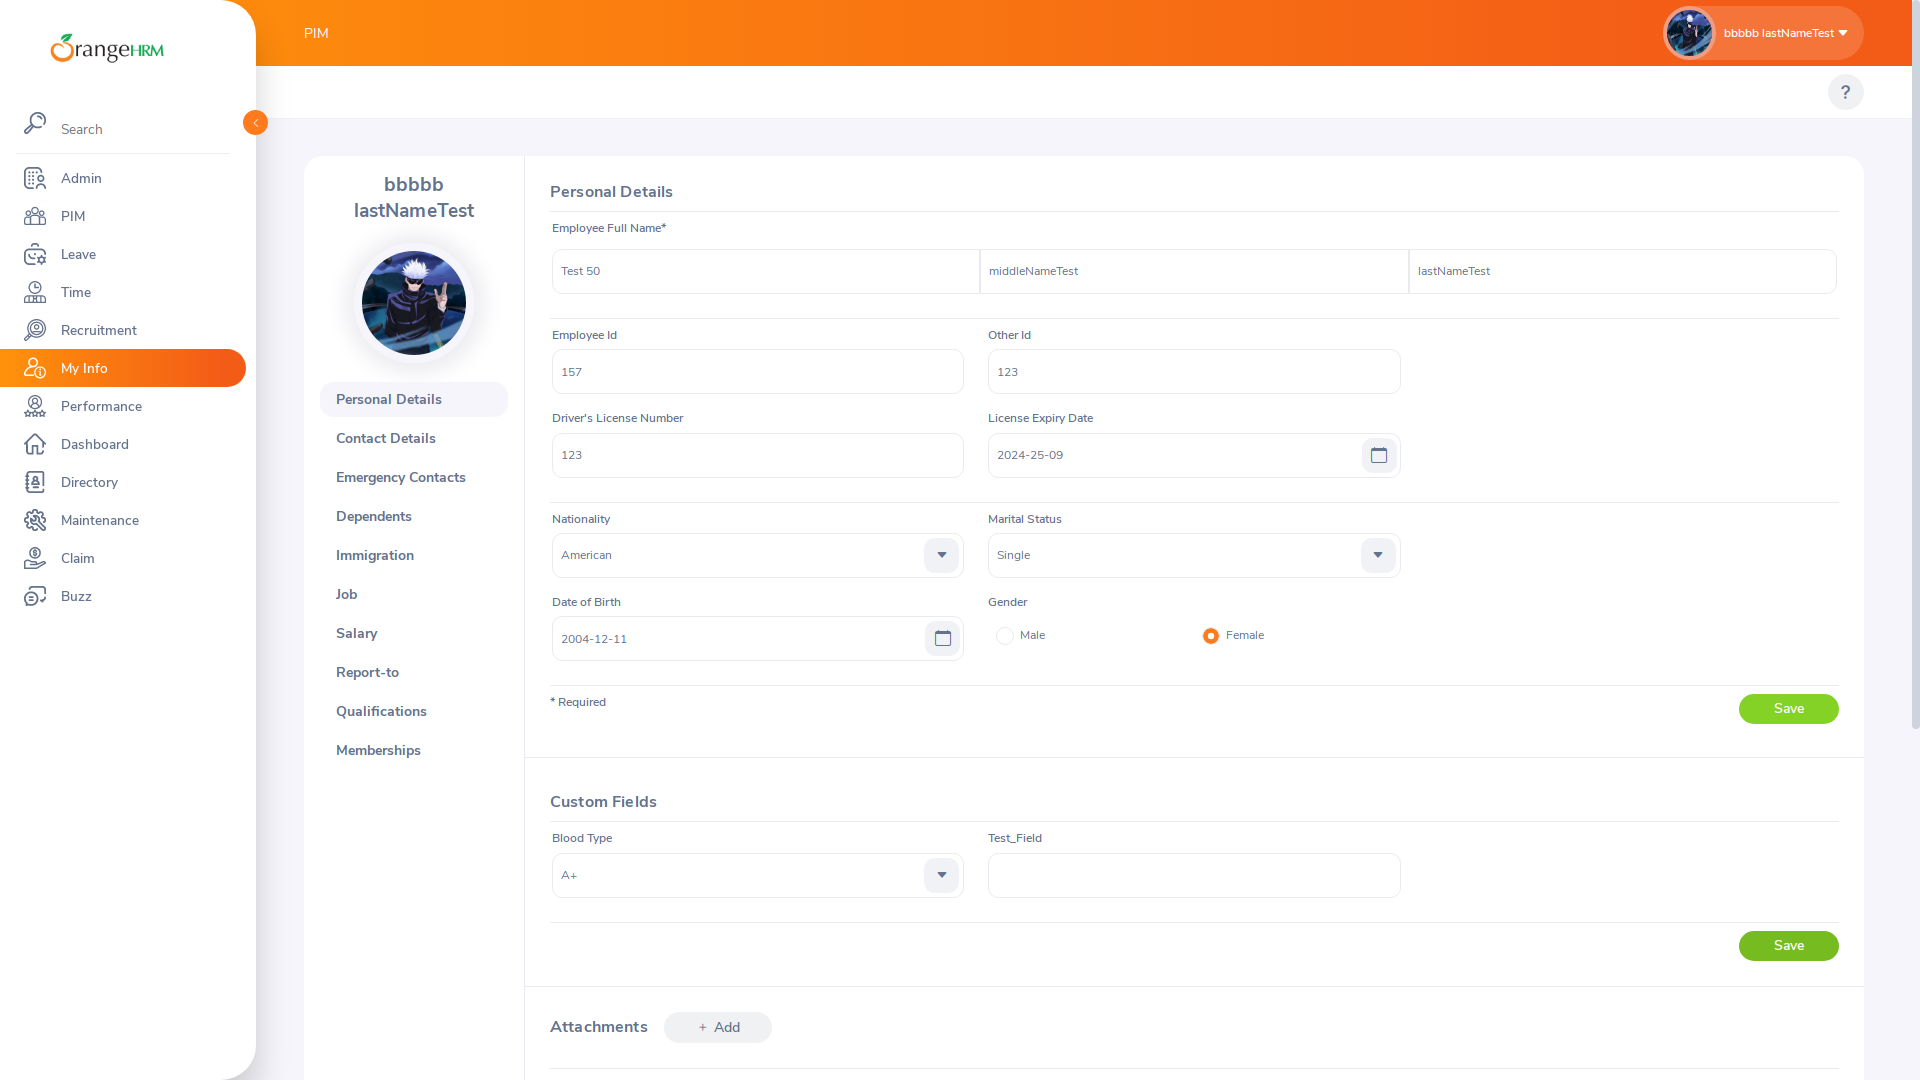 OrangeHRM
Search
Admin
PIM
Leave
Time
Recruitment
My Info
Performance
Dashboard
Directory
Maintenance
Claim
Buzz
PIM
bbbbb lastNameTest
?
bbbbb
lastNameTest
Personal Details
Contact Details
Emergency Contacts
Dependents
Immigration
Job
Salary
Report-to
Qualifications
Memberships
Personal Details
Employee Full Name*
Test 50 middleNameTest lastNameTest
Employee Id Other Id
157 123
Driver's License Number License Expiry Date
123 2024-25-09
Nationality Marital Status
American Single
Date of Birth Gender
2004-12-11 Male Female
* Required
Save
Custom Fields
Blood Type Test_Field
A+
Save
Attachments + Add